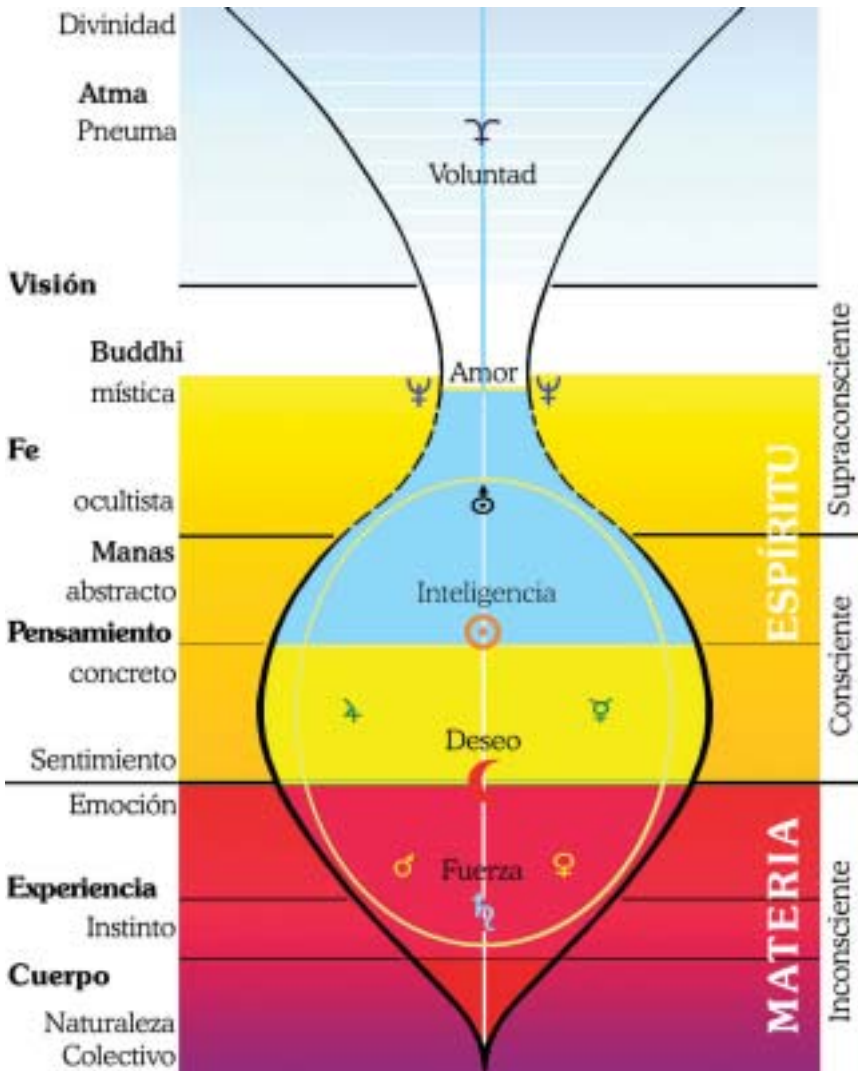 Divinidad
Atma
Pneuma
Voluntad
Visión
Buddhi
Amor
mística
Fe
ocultista
Manas
abstracto
Inteligencia
Pensamiento
concreto
Deseo
Sentimiento
Emoción
Fuerza
Experiencia
Instinto
Cuerpo
Naturaleza
Colectivo
ESPÍRITU
MATERIA
Supraconsciente
Consciente
Inconsciente